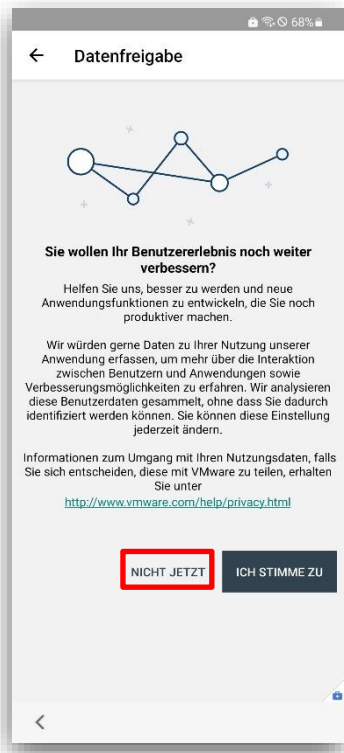 68%
Datenfreigabe
Sie wollen Ihr Benutzererlebnis noch weiter
verbessern?
Helfen Sie uns, besser zu werden und neue
Anwendungsfunktionen zu entwickeln, die Sie noch
produktiver machen.
Wir würden gerne Daten zu Ihrer Nutzung unserer
Anwendung erfassen, um mehr über die Interaktion
zwischen Benutzern und Anwendungen sowie
Verbesserungsmöglichkeiten zu erfahren. Wir analysieren
diese Benutzerdaten gesammelt, ohne dass Sie dadurch
identifiziert werden können. Sie können diese Einstellung
jederzeit ändern.
Informationen zum Umgang mit Ihren Nutzungsdaten, falls
Sie sich entscheiden, diese mit VMware zu teilen, erhalten
Sie unter
http://www.vmware.com/help/privacy.html
NICHT JETZT ICH STIMME ZU